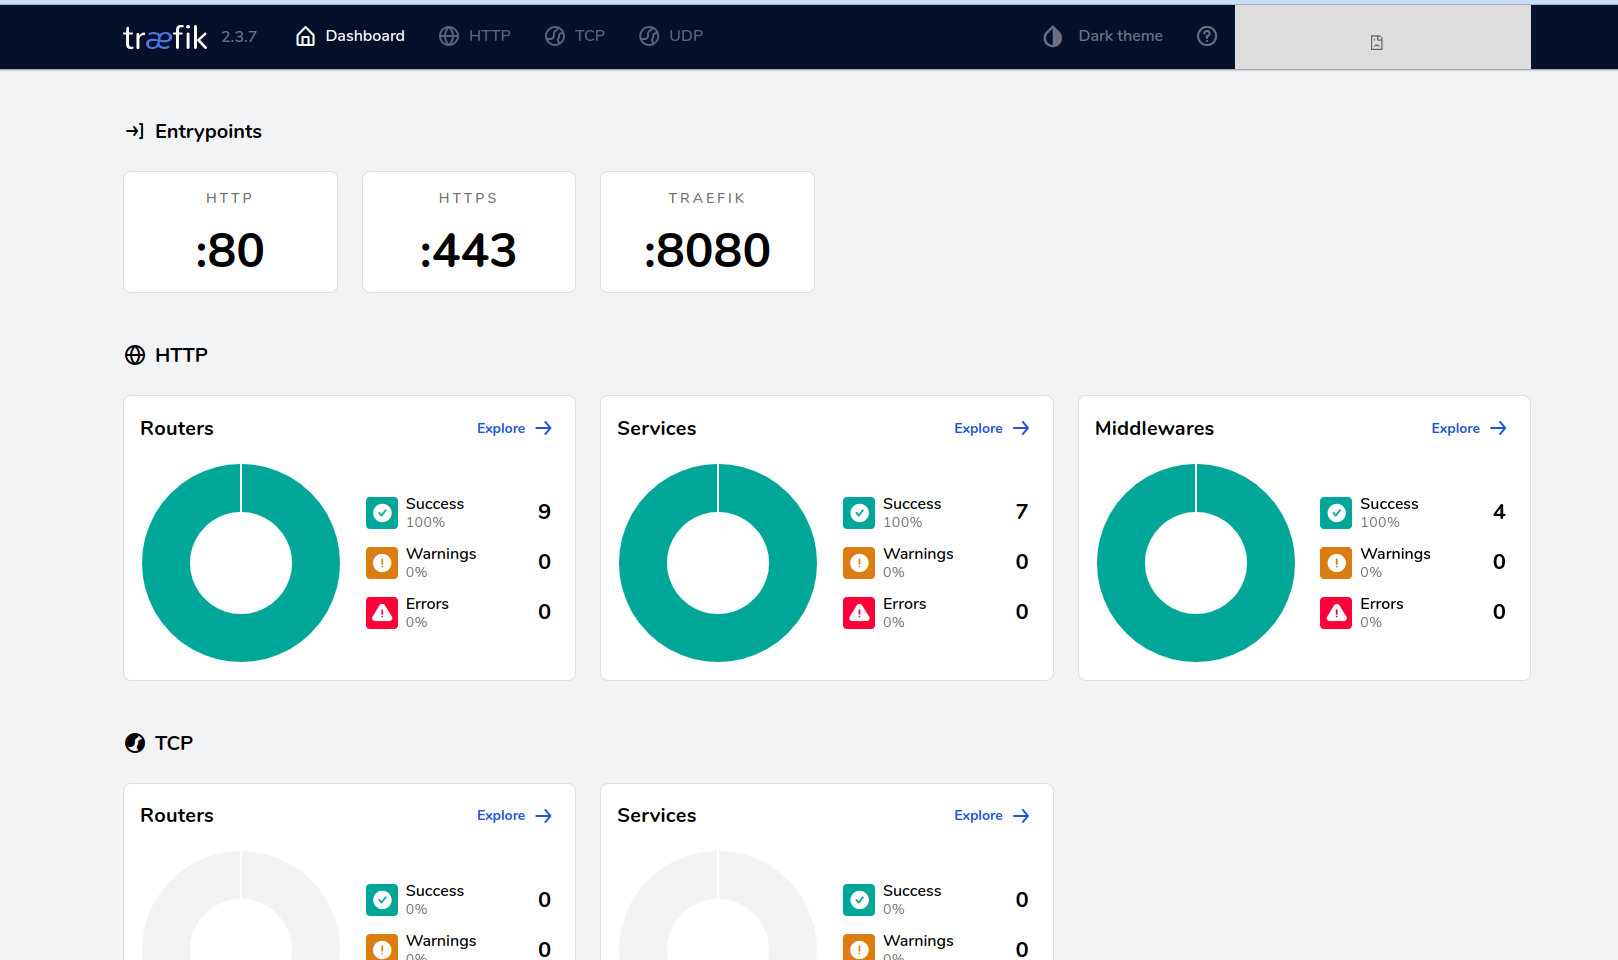 træfik 2.3.7 Dashboard HTTP TCP UDP Dark theme
Entrypoints
HTTP
:80
HTTPS
:443
TRAEFIK
:8080
HTTP
Routers Explore
Success 9
100%
Warnings 0
0%
Errors 0
0%
Services Explore
Success 7
100%
Warnings 0
0%
Errors 0
0%
Middlewares Explore
Success 4
100%
Warnings 0
0%
Errors 0
0%
TCP
Routers Explore
Success 0
0%
Warnings 0
0%
Services Explore
Success 0
0%
Warnings 0
0%